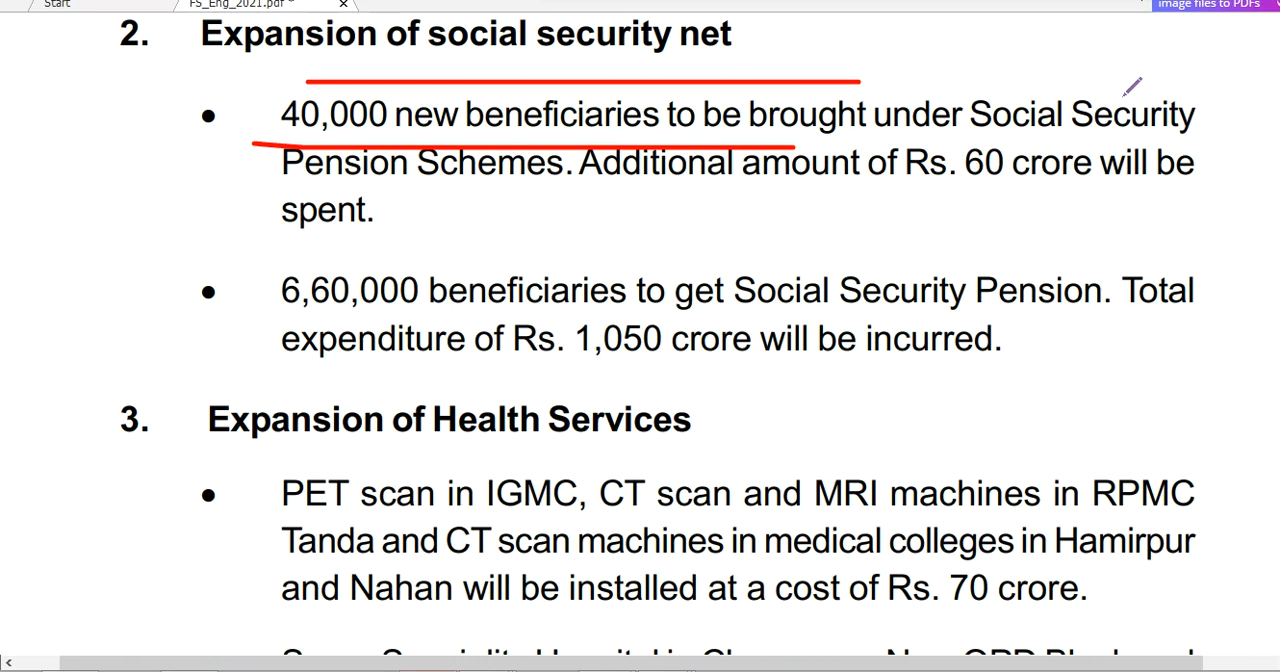 Start
FS_Eng_2021.pdf *
image files to PDFs
2. Expansion of social security net
• 40,000 new beneficiaries to be brought under Social Security
Pension Schemes. Additional amount of Rs. 60 crore will be
spent.
• 6,60,000 beneficiaries to get Social Security Pension. Total
expenditure of Rs. 1,050 crore will be incurred.
3. Expansion of Health Services
• PET scan in IGMC, CT scan and MRI machines in RPMC
Tanda and CT scan machines in medical colleges in Hamirpur
and Nahan will be installed at a cost of Rs. 70 crore.